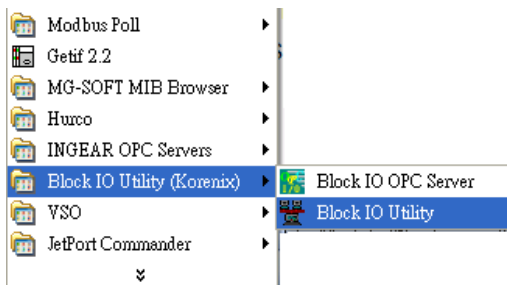 Modbus Poll
Getif 2.2
MG-SOFT MIB Browser
Hurco
INGEAR OPC Servers
Block IO Utility (Korenix)
Block IO OPC Server
VSO
Block IO Utility
JetPort Commander